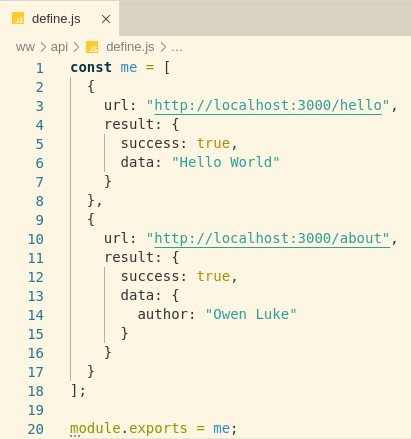 JS define.js ×
ww > api > JS define.js > ...
1 const me = [
2   {
3     url: "http://localhost:3000/hello",
4     result: {
5       success: true,
6       data: "Hello World"
7     }
8   },
9   {
10     url: "http://localhost:3000/about",
11     result: {
12       success: true,
13       data: {
14         author: "Owen Luke"
15       }
16     }
17   }
18 ];
19
20 module.exports = me;